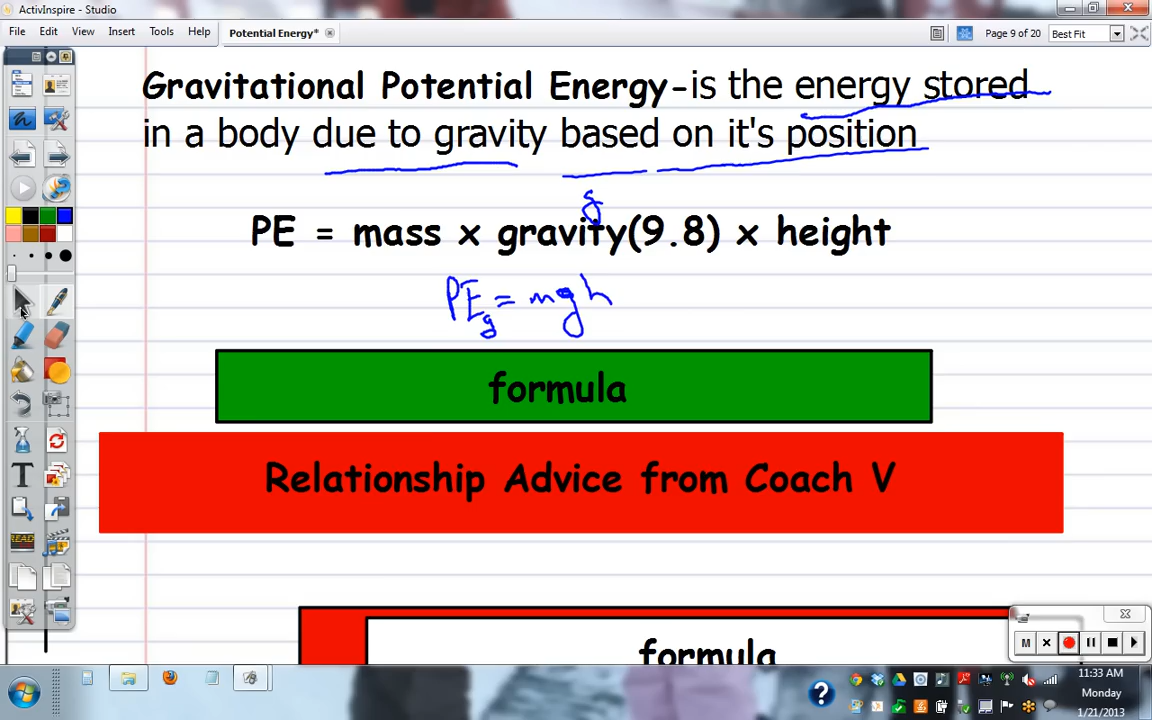 ActivInspire - Studio
File Edit View Insert Tools Help Potential Energy* Page 9 of 20 Best Fit
Gravitational Potential Energy-is the energy stored
in a body due to gravity based on it's position
g
PE = mass x gravity(9.8) x height
PEg = mgh
formula
Relationship Advice from Coach V
formula
T
READ
M
11:33 AM
Monday
1/21/2013